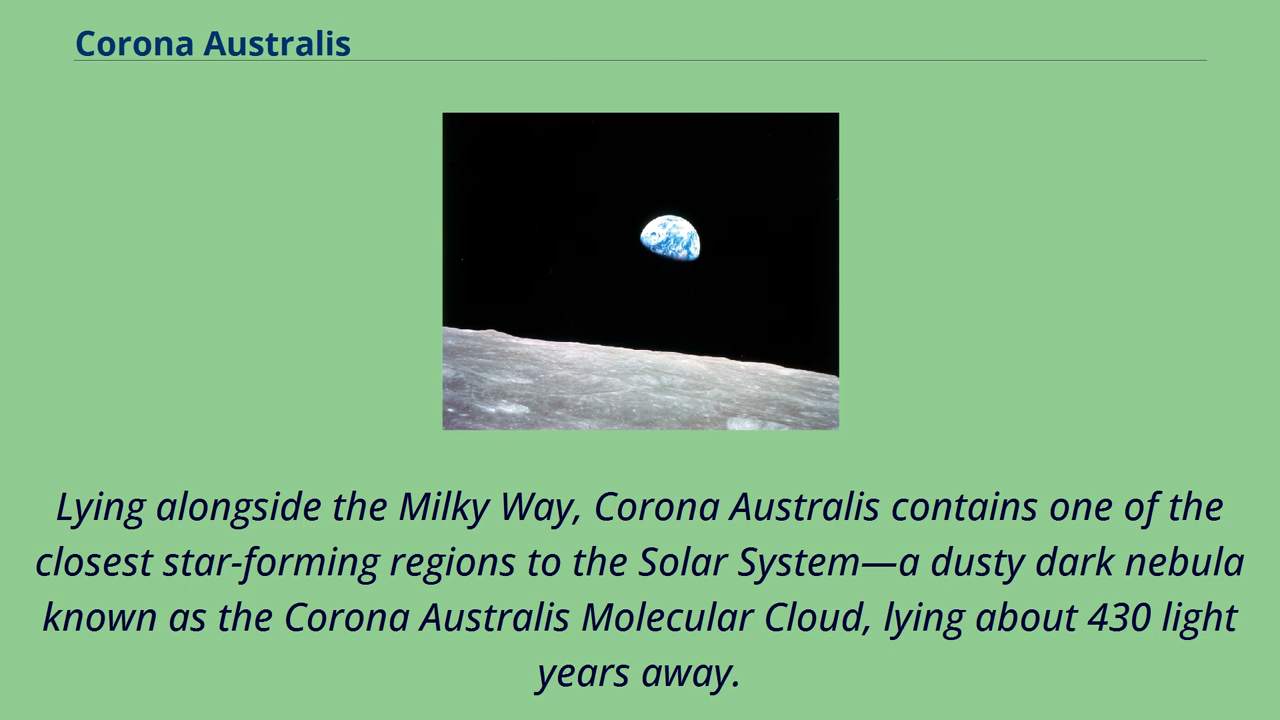 Corona Australis
Lying alongside the Milky Way, Corona Australis contains one of the
closest star-forming regions to the Solar System—a dusty dark nebula
known as the Corona Australis Molecular Cloud, lying about 430 light
years away.